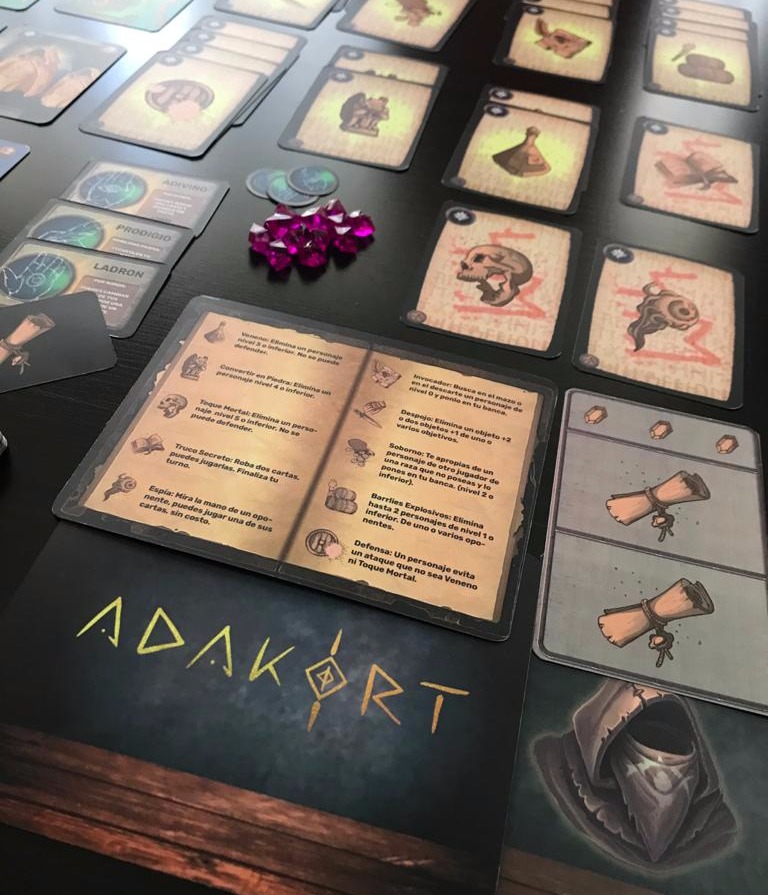 ADIVINO
PRODIGIO
LADRON
Veneno: Elimina un personaje
nivel 3 o inferior. No se puede
defender.
Convertir en Piedra: Elimina un
personaje nivel 4 o inferior.
Toque Mortal: Elimina un perso-
naje nivel 5 o inferior. No se
puede defender.
Truco Secreto: Roba dos cartas,
puedes jugarlas. Finaliza tu
turno.
Espía: Mira la mano de un opo-
nente, puedes jugar una de sus
cartas, sin costo.
Invocador: Busca en el mazo o
en el descarte un personaje de
nivel 0 y ponlo en tu banca.
Despojo: Elimina un objeto +2
o dos objetos +1 de uno o
varios objetivos.
Soborno: Te apropias de un
personaje de otro jugador de
una raza que no poseas y lo
pones en tu banca. (nivel 2 o
inferior).
Barriles Explosivos: Elimina
hasta 2 personajes de nivel 1 o
inferior. De uno o varios opo-
nentes.
Defensa: Un personaje evita
un ataque que no sea Veneno
ni Toque Mortal.
ADAKORT